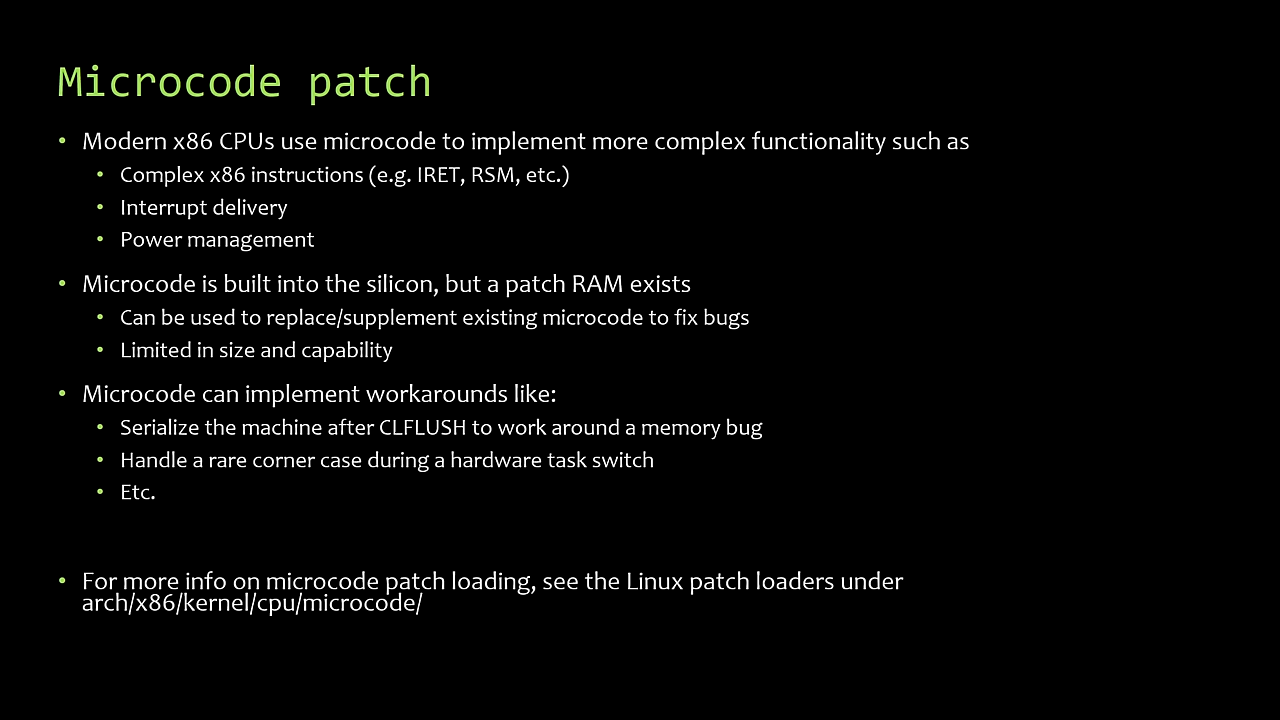 Microcode patch
• Modern x86 CPUs use microcode to implement more complex functionality such as
• Complex x86 instructions (e.g. IRET, RSM, etc.)
• Interrupt delivery
• Power management
• Microcode is built into the silicon, but a patch RAM exists
• Can be used to replace/supplement existing microcode to fix bugs
• Limited in size and capability
• Microcode can implement workarounds like:
• Serialize the machine after CLFLUSH to work around a memory bug
• Handle a rare corner case during a hardware task switch
• Etc.
• For more info on microcode patch loading, see the Linux patch loaders under
arch/x86/kernel/cpu/microcode/